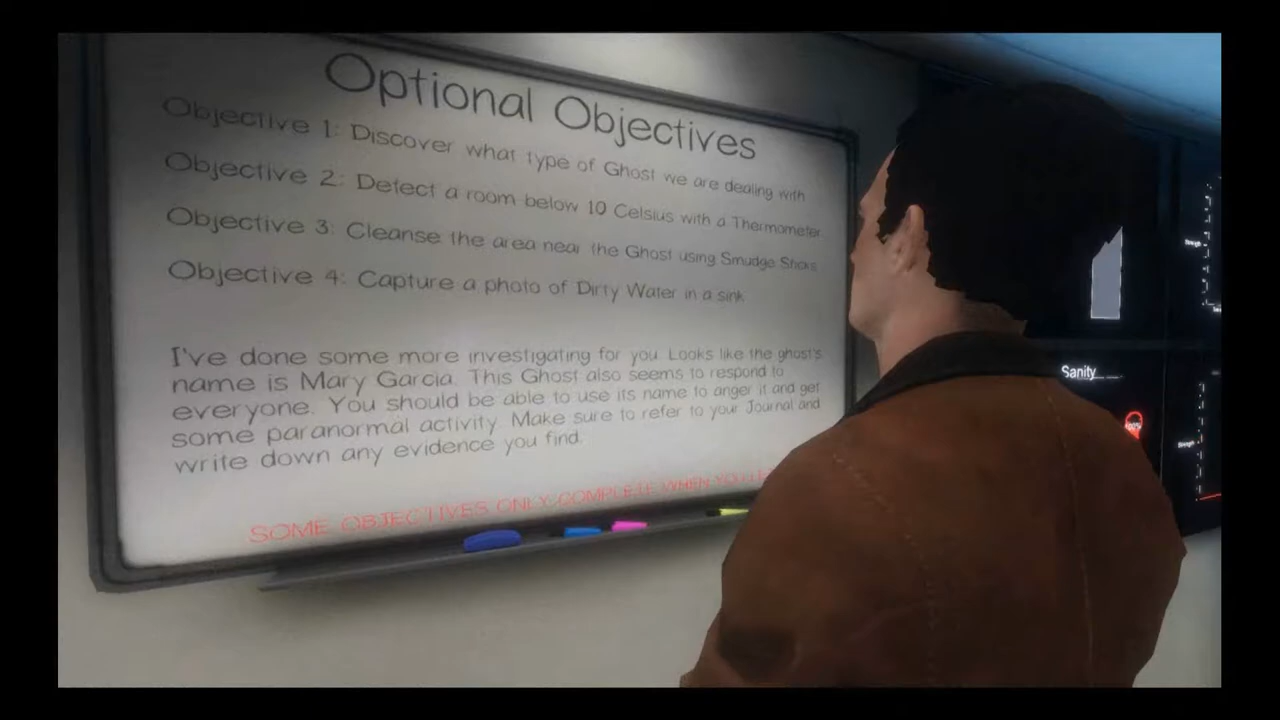 Optional Objectives
Objective 1: Discover what type of Ghost we are dealing with
Objective 2: Detect a room below 10 Celsius with a Thermometer
Objective 3: Cleanse the area near the Ghost using Smudge Sticks
Objective 4: Capture a photo of Dirty Water in a sink
I've done some more investigating for you. Looks like the ghost's
name is Mary Garcia. This Ghost also seems to respond to
everyone. You should be able to use its name to anger it and get
some paranormal activity. Make sure to refer to your Journal and
write down any evidence you find.
SOME OBJECTIVES ONLY COMPLETE WHEN YOU
Sanity
100%